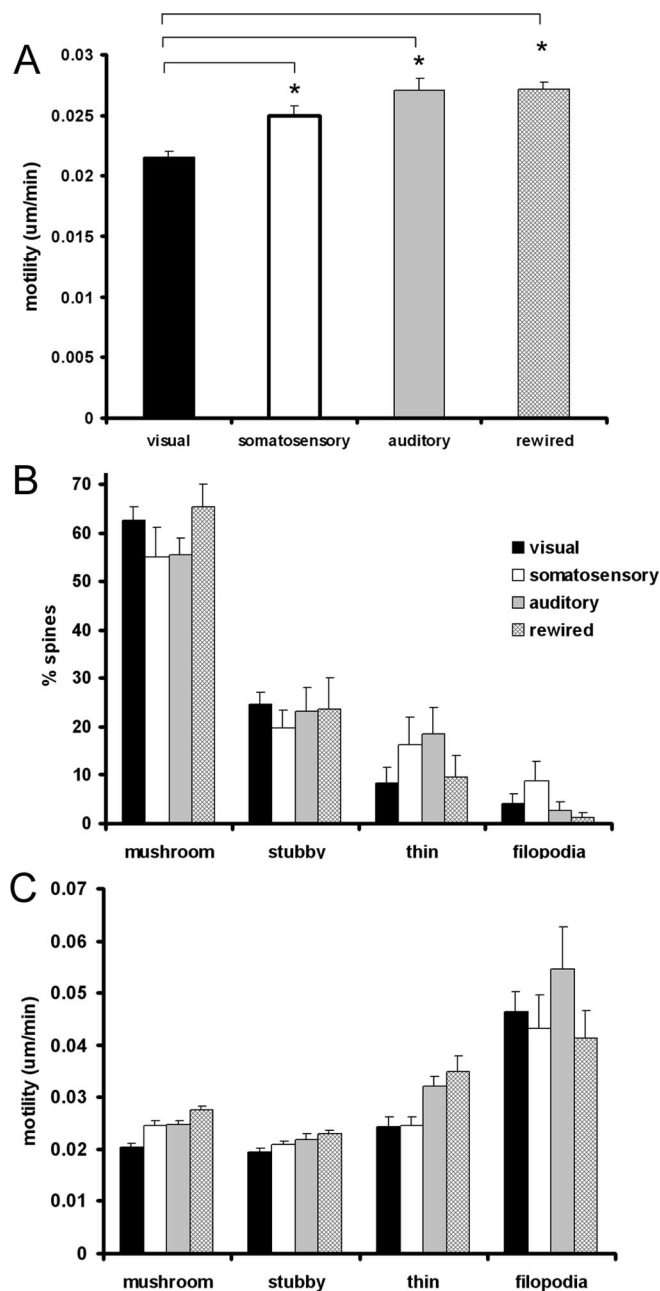 A
* * *
0.03
0.025
0.02
0.015
0.01
0.005
0
motility (um/min)
visual somatosensory auditory rewired
B
70
60
50
40
30
20
10
0
% spines
visual
somatosensory
auditory
rewired
mushroom stubby thin filopodia
C
0.07
0.06
0.05
0.04
0.03
0.02
0.01
0
motility (um/min)
mushroom stubby thin filopodia